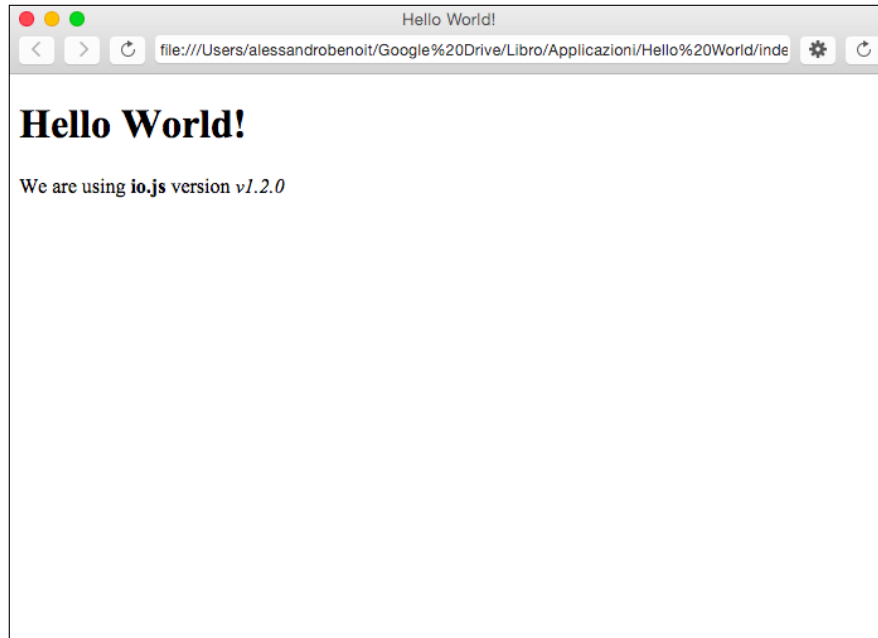 Hello World!
file:///Users/alessandrobenoit/Google%20Drive/Libro/Applicazioni/Hello%20World/inde
Hello World!
We are using io.js version v1.2.0